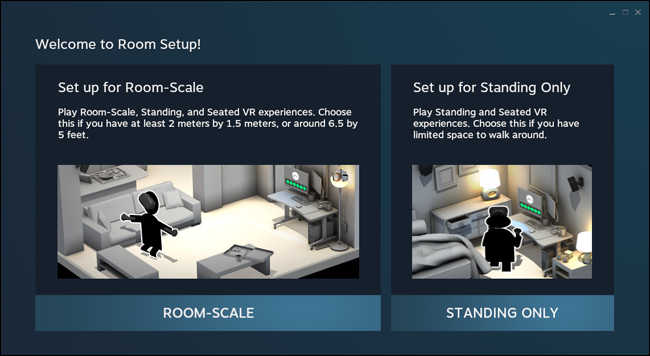 Welcome to Room Setup!
Set up for Room-Scale
Play Room-Scale, Standing, and Seated VR experiences. Choose
this if you have at least 2 meters by 1.5 meters, or around 6.5 by
5 feet.
ROOM-SCALE
Set up for Standing Only
Play Standing and Seated VR
experiences. Choose this if you have
limited space to walk around.
STANDING ONLY